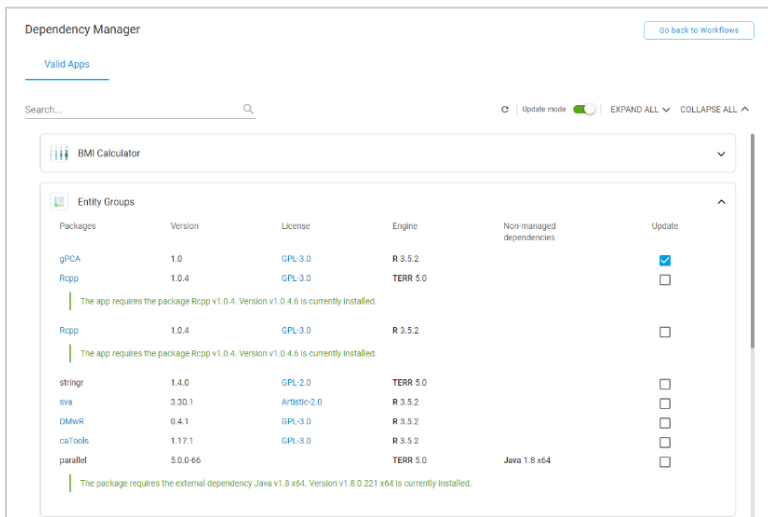 Dependency Manager
Go back to Workflows
Valid Apps
Search...
Update mode
EXPAND ALL
COLLAPSE ALL
BMI Calculator
Entity Groups
Packages Version License Engine Non-managed dependencies Update
gPCA 1.0 GPL-3.0 R 3.5.2
Rcpp 1.0.4 GPL-3.0 TERR 5.0
The app requires the package Rcpp v1.0.4. Version v1.0.4.6 is currently installed.
Rcpp 1.0.4 GPL-3.0 R 3.5.2
The app requires the package Rcpp v1.0.4. Version v1.0.4.6 is currently installed.
stringr 1.4.0 GPL-2.0 TERR 5.0
sva 3.30.1 Artistic-2.0 R 3.5.2
DMwR 0.4.1 GPL-3.0 R 3.5.2
caTools 1.17.1 GPL-3.0 R 3.5.2
parallel 5.0.0-66 TERR 5.0 Java 1.8 x64
The package requires the external dependency Java v1.8 x64. Version v1.8.0.221 x64 is currently installed.